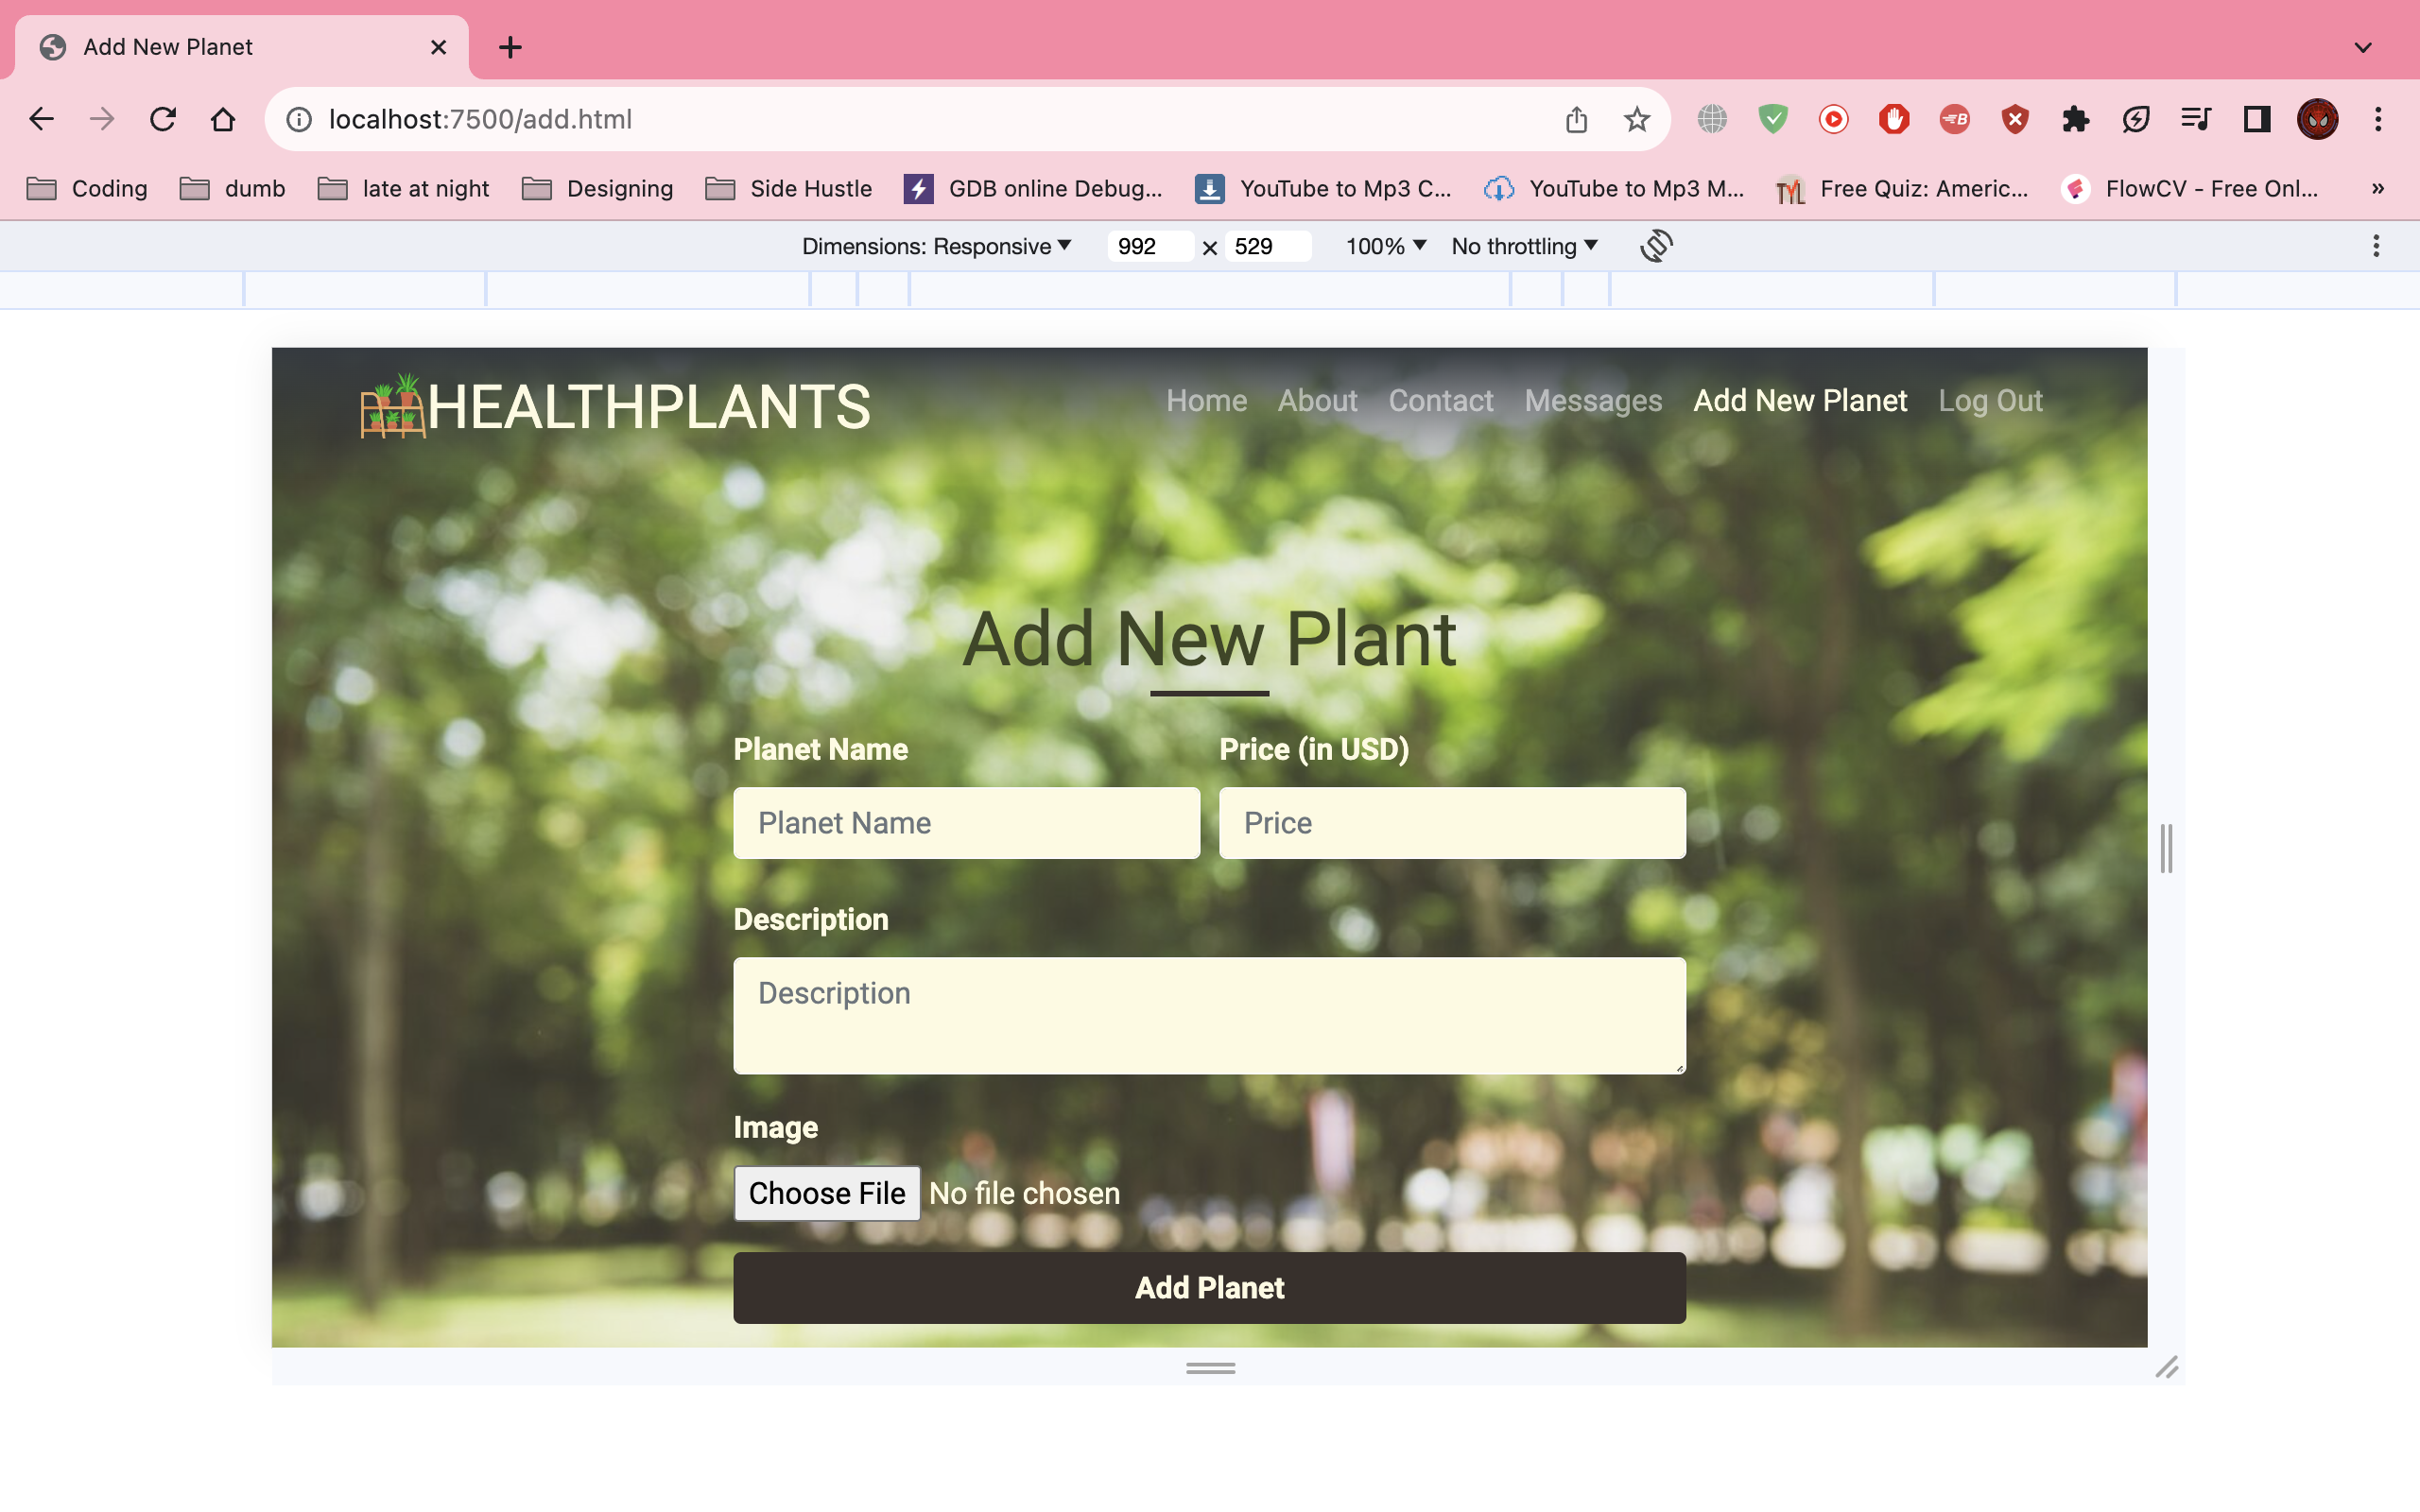 Add New Planet
localhost:7500/add.html
Coding dumb late at night Designing Side Hustle GDB online Debug... YouTube to Mp3 C... YouTube to Mp3 M... Free Quiz: Americ... FlowCV - Free Onl... »
Dimensions: Responsive 992 × 529 100% No throttling
HEALTHPLANTS Home About Contact Messages Add New Planet Log Out
Add New Plant
Planet Name Price (in USD)
Planet Name Price
Description
Description
Image
Choose File No file chosen
Add Planet